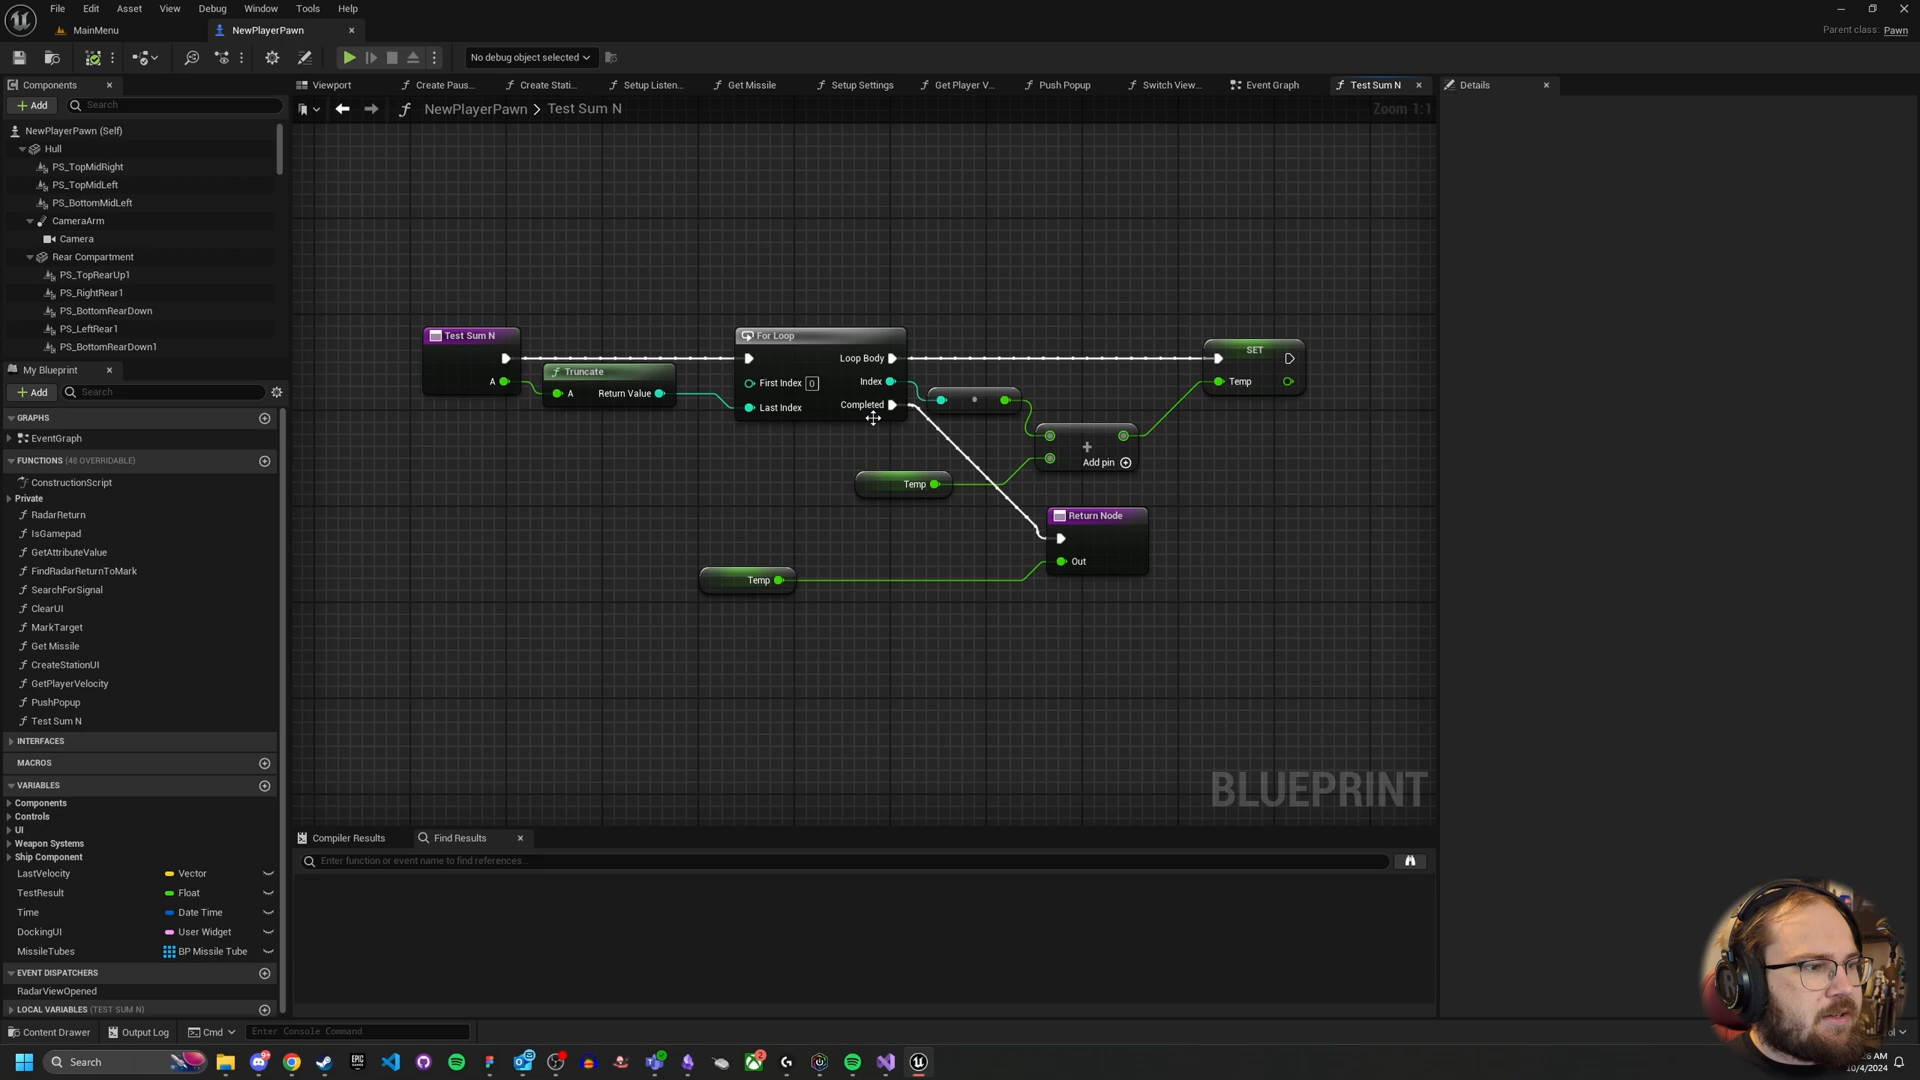 File Edit Asset View Debug Window Tools Help
MainMenu NewPlayerPawn
Parent class: Pawn
No debug object selected
Components
Add Search
NewPlayerPawn (Self)
Hull
PS_TopMidRight
PS_TopMidLeft
PS_BottomMidLeft
CameraArm
Camera
Rear Compartment
PS_TopRearUp1
PS_RightRear1
PS_BottomRearDown
PS_LeftRear1
PS_BottomRearDown1
My Blueprint
Add Search
GRAPHS
EventGraph
FUNCTIONS (48 OVERRIDABLE)
ConstructionScript
Private
RadarReturn
IsGamepad
GetAttributeValue
FindRadarReturnToMark
SearchForSignal
ClearUI
MarkTarget
Get Missile
CreateStationUI
GetPlayerVelocity
PushPopup
Test Sum N
INTERFACES
MACROS
VARIABLES
Components
Controls
UI
Weapon Systems
Ship Component
LastVelocity Vector
TestResult Float
Time Date Time
DockingUI User Widget
MissileTubes BP Missile Tube
EVENT DISPATCHERS
RadarViewOpened
LOCAL VARIABLES (TEST SUM N)
Viewport Create Paus... Create Stati... Setup Listen... Get Missile Setup Settings Get Player V... Push Popup Switch View... Event Graph Test Sum N
NewPlayerPawn > Test Sum N
Zoom 1:1
Test Sum N
A
Truncate
A Return Value
For Loop
Loop Body
First Index 0 Index
Last Index Completed
SET
Temp
+
Add pin
Temp
Return Node
Out
Temp
BLUEPRINT
Details
Compiler Results Find Results
Enter function or event name to find references...
Content Drawer Output Log Cmd Enter Console Command
Search
EPIC
2
10/4/2024